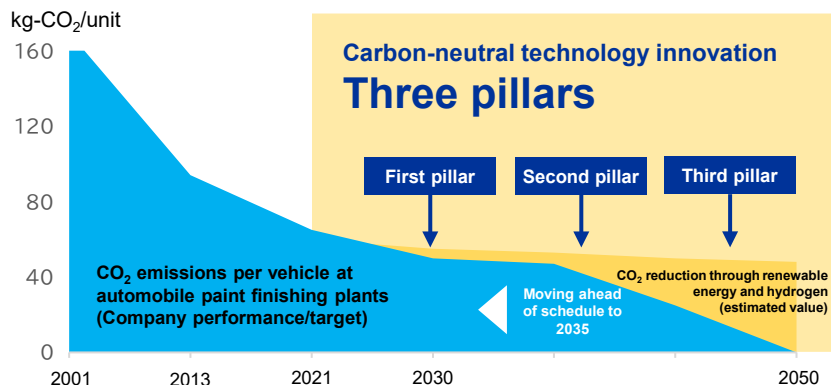 kg-CO₂/unit
160
120
80
40
0
Carbon-neutral technology innovation
Three pillars
First pillar
Second pillar
Third pillar
CO₂ emissions per vehicle at
automobile paint finishing plants
(Company performance/target)
Moving ahead
of schedule to
2035
CO₂ reduction through renewable
energy and hydrogen
(estimated value)
2001
2013
2021
2030
2050